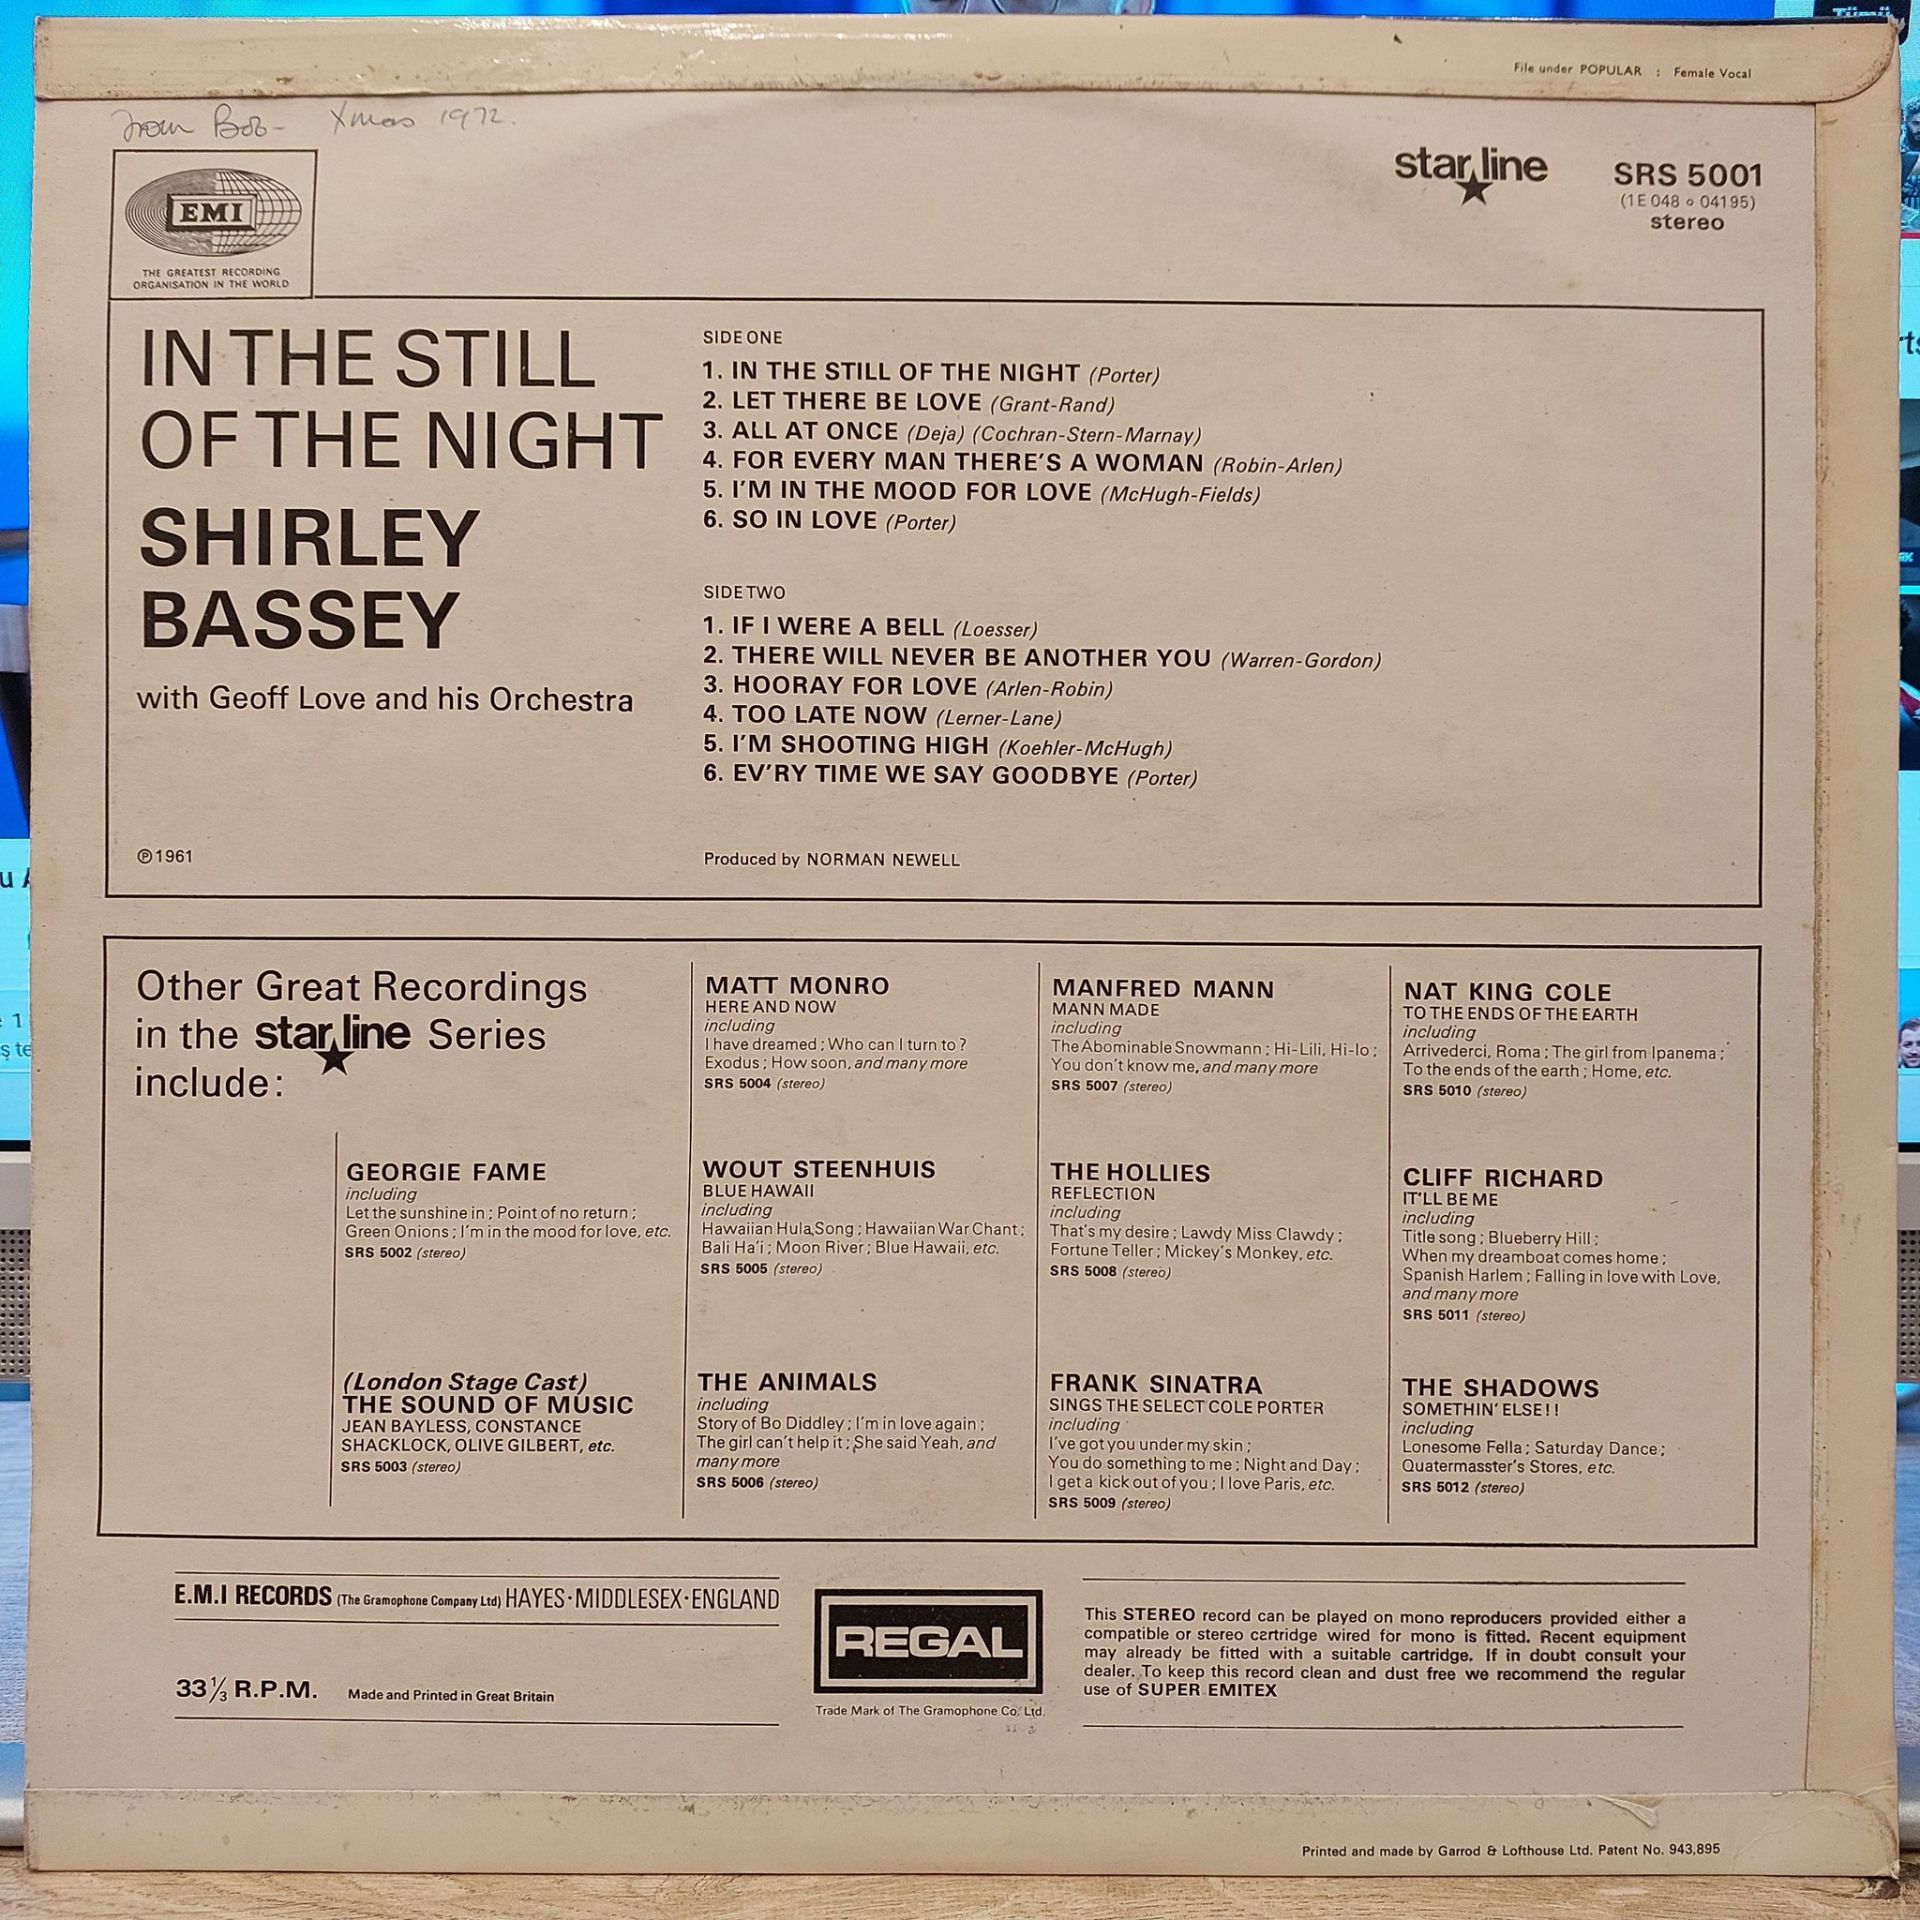 File under POPULAR : Female Vocal
From Bob - Xmas 1972.
EMI
THE GREATEST RECORDING
ORGANISATION IN THE WORLD
star line
SRS 5001
(1E 048 o 04195)
stereo
IN THE STILL
OF THE NIGHT
SHIRLEY
BASSEY
with Geoff Love and his Orchestra
℗ 1961
SIDE ONE
1. IN THE STILL OF THE NIGHT (Porter)
2. LET THERE BE LOVE (Grant-Rand)
3. ALL AT ONCE (Deja) (Cochran-Stern-Marnay)
4. FOR EVERY MAN THERE'S A WOMAN (Robin-Arlen)
5. I'M IN THE MOOD FOR LOVE (McHugh-Fields)
6. SO IN LOVE (Porter)
SIDE TWO
1. IF I WERE A BELL (Loesser)
2. THERE WILL NEVER BE ANOTHER YOU (Warren-Gordon)
3. HOORAY FOR LOVE (Arlen-Robin)
4. TOO LATE NOW (Lerner-Lane)
5. I'M SHOOTING HIGH (Koehler-McHugh)
6. EV'RY TIME WE SAY GOODBYE (Porter)
Produced by NORMAN NEWELL
Other Great Recordings
in the star line Series
include:
GEORGIE FAME
including
Let the sunshine in ; Point of no return ;
Green Onions ; I'm in the mood for love, etc.
SRS 5002 (stereo)
(London Stage Cast)
THE SOUND OF MUSIC
JEAN BAYLESS, CONSTANCE
SHACKLOCK, OLIVE GILBERT, etc.
SRS 5003 (stereo)
MATT MONRO
HERE AND NOW
including
I have dreamed ; Who can I turn to ?
Exodus ; How soon, and many more
SRS 5004 (stereo)
WOUT STEENHUIS
BLUE HAWAII
including
Hawaiian Hula Song ; Hawaiian War Chant ;
Bali Ha'i ; Moon River ; Blue Hawaii, etc.
SRS 5005 (stereo)
THE ANIMALS
including
Story of Bo Diddley ; I'm in love again ;
The girl can't help it ; She said Yeah, and
many more
SRS 5006 (stereo)
MANFRED MANN
MANN MADE
including
The Abominable Snowmann ; Hi-Lili, Hi-lo ;
You don't know me, and many more
SRS 5007 (stereo)
THE HOLLIES
REFLECTION
including
That's my desire ; Lawdy Miss Clawdy ;
Fortune Teller ; Mickey's Monkey, etc.
SRS 5008 (stereo)
FRANK SINATRA
SINGS THE SELECT COLE PORTER
including
I've got you under my skin ;
You do something to me ; Night and Day ;
I get a kick out of you ; I love Paris, etc.
SRS 5009 (stereo)
NAT KING COLE
TO THE ENDS OF THE EARTH
including
Arrivederci, Roma ; The girl from Ipanema ;
To the ends of the earth ; Home, etc.
SRS 5010 (stereo)
CLIFF RICHARD
IT'LL BE ME
including
Title song ; Blueberry Hill ;
When my dreamboat comes home ;
Spanish Harlem ; Falling in love with Love,
and many more
SRS 5011 (stereo)
THE SHADOWS
SOMETHIN' ELSE!!
including
Lonesome Fella ; Saturday Dance ;
Quatermasster's Stores, etc.
SRS 5012 (stereo)
E.M.I RECORDS (The Gramophone Company Ltd) HAYES·MIDDLESEX·ENGLAND
33⅓ R.P.M. Made and Printed in Great Britain
REGAL
Trade Mark of The Gramophone Co. Ltd.
This STEREO record can be played on mono reproducers provided either a
compatible or stereo cartridge wired for mono is fitted. Recent equipment
may already be fitted with a suitable cartridge. If in doubt consult your
dealer. To keep this record clean and dust free we recommend the regular
use of SUPER EMITEX
Printed and made by Garrod & Lofthouse Ltd. Patent No. 943,895